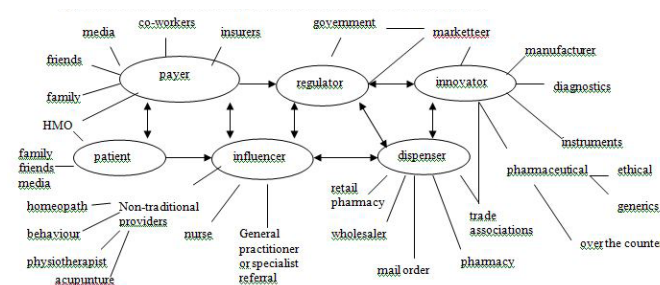 co-workers
government
media
insurers
marketeer
manufacturer
friends
payer
regulator
innovator
diagnostics
family
HMO
instruments
patient
influencer
dispenser
family
friends
media
pharmaceutical
ethical
retail
pharmacy
generics
homeopath
Non-traditional
providers
trade
associations
behaviour
nurse
General
practitioner
or specialist
referral
wholesaler
over the counte
physiotherapist
pharmacy
mail order
acupunture